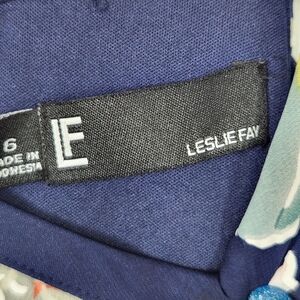 6
ADE IN
DONESIA
LF
LESLIE FAY